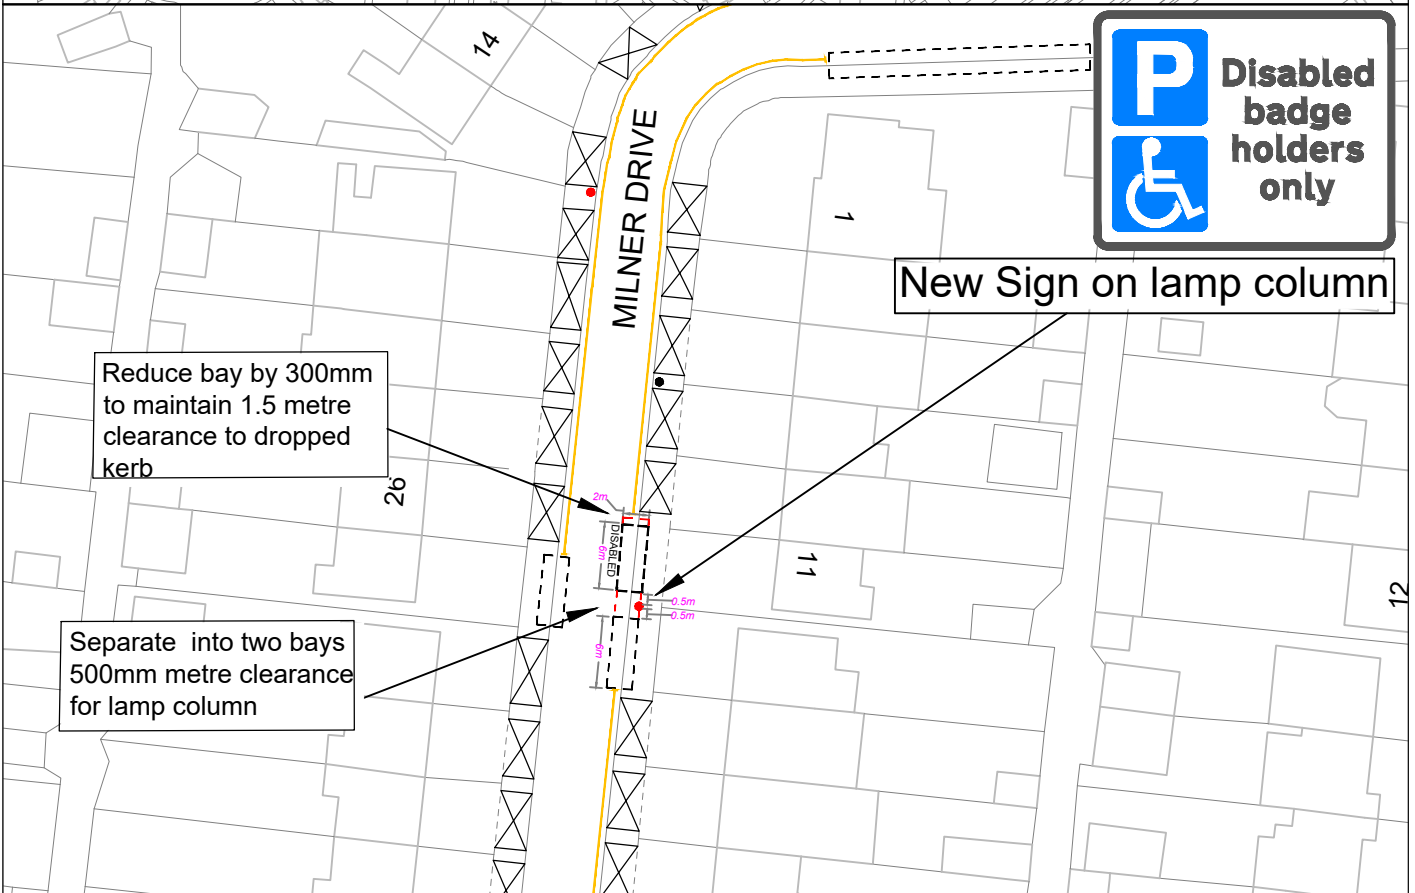 14
P
Disabled
badge
holders
only
MILNER DRIVE
1
New Sign on lamp column
Reduce bay by 300mm
to maintain 1.5 metre
clearance to dropped
kerb
26
2m
DISABLED
6m
11
0.5m
0.5m
12
Separate into two bays
500mm metre clearance
for lamp column
6m